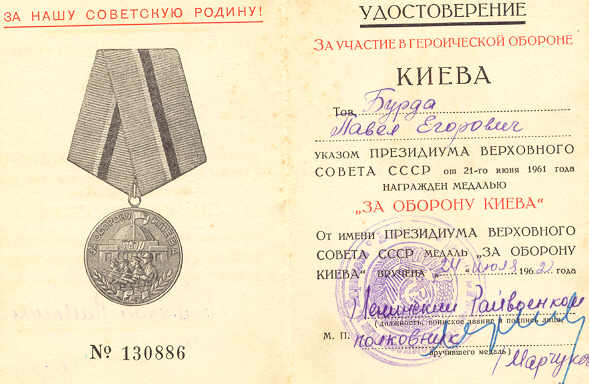 ЗА НАШУ СОВЕТСКУЮ РОДИНУ!
ЗА ОБОРОНУ КИЕВА
№ 130886
УДОСТОВЕРЕНИЕ
ЗА УЧАСТИЕ В ГЕРОИЧЕСКОЙ ОБОРОНЕ
КИЕВА
Тов. Бурда
Павел Егорович
УКАЗОМ ПРЕЗИДИУМА ВЕРХОВНОГО
СОВЕТА СССР от 21-го июня 1961 года
НАГРАЖДЕН МЕДАЛЬЮ
„ЗА ОБОРОНУ КИЕВА“
От имени ПРЕЗИДИУМА ВЕРХОВНОГО
СОВЕТА СССР МЕДАЛЬ „ЗА ОБОРОНУ
КИЕВА“ ВРУЧЕНА „24“ июля 1962 года
Ленинский Райвоенком
(должность, воинское звание и подпись лица,
М. П. полковник
вручившего медаль)